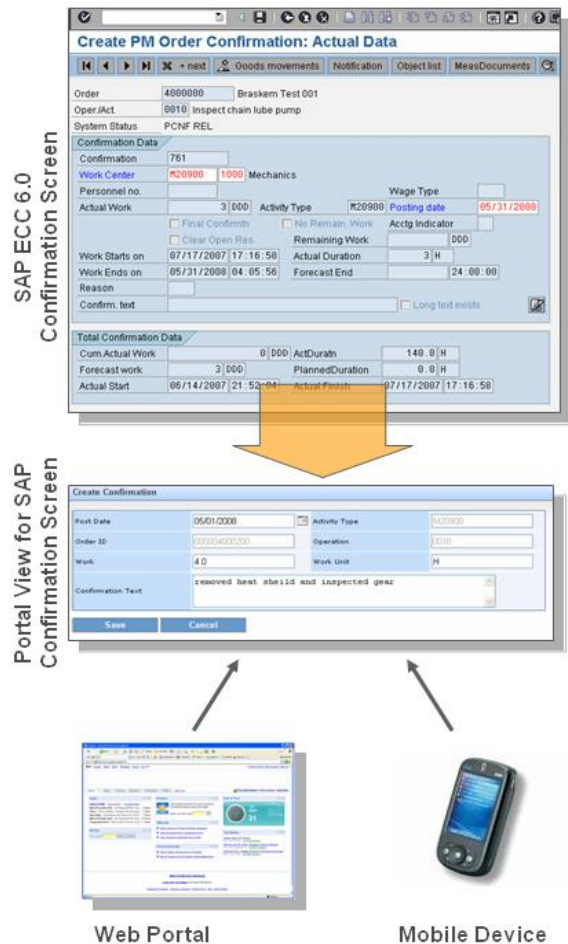 Create PM Order Confirmation: Actual Data
+ next Goods movements Notification Object list MeasDocuments
Order 4000080 Braskem Test 001
Oper./Act. 0010 Inspect chain lube pump
System Status PCNF REL
Confirmation Data
Confirmation 761
Work Center M20900 1000 Mechanics
Personnel no. Wage Type
Actual Work 3 DDD Activity Type M20900 Posting date 05/31/2008
Final Confirmtn No Remain. Work Acctg Indicator
Clear Open Res. Remaining Work DDD
Work Starts on 07/17/2007 17:16:58 Actual Duration 3 H
Work Ends on 05/31/2008 04:05:56 Forecast End 24:00:00
Reason
Confirm. text Long text exists
Total Confirmation Data
Cum.Actual Work 0 DDD ActDuratn 140.0 H
Forecast work 3 DDD PlannedDuration 0.0 H
Actual Start 06/14/2007 21:52:04 Actual Finish 07/17/2007 17:16:58
SAP ECC 6.0
Confirmation Screen
Create Confirmation
Post Date 05/01/2008 Activity Type M20900
Order ID 000004000200 Operation 0010
Work 4.0 Work Unit H
Confirmation Text removed heat sheild and inspected gear
Save Cancel
Portal View for SAP
Confirmation Screen
Web Portal Mobile Device